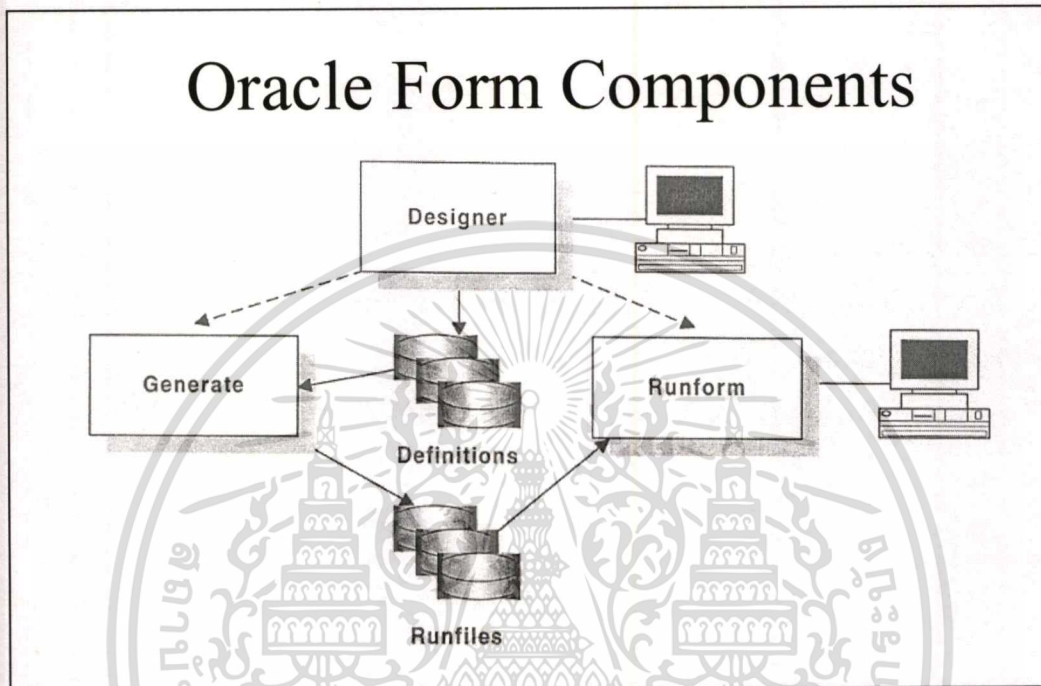 Oracle Form Components
Designer
Generate
Runform
Definitions
Runfiles